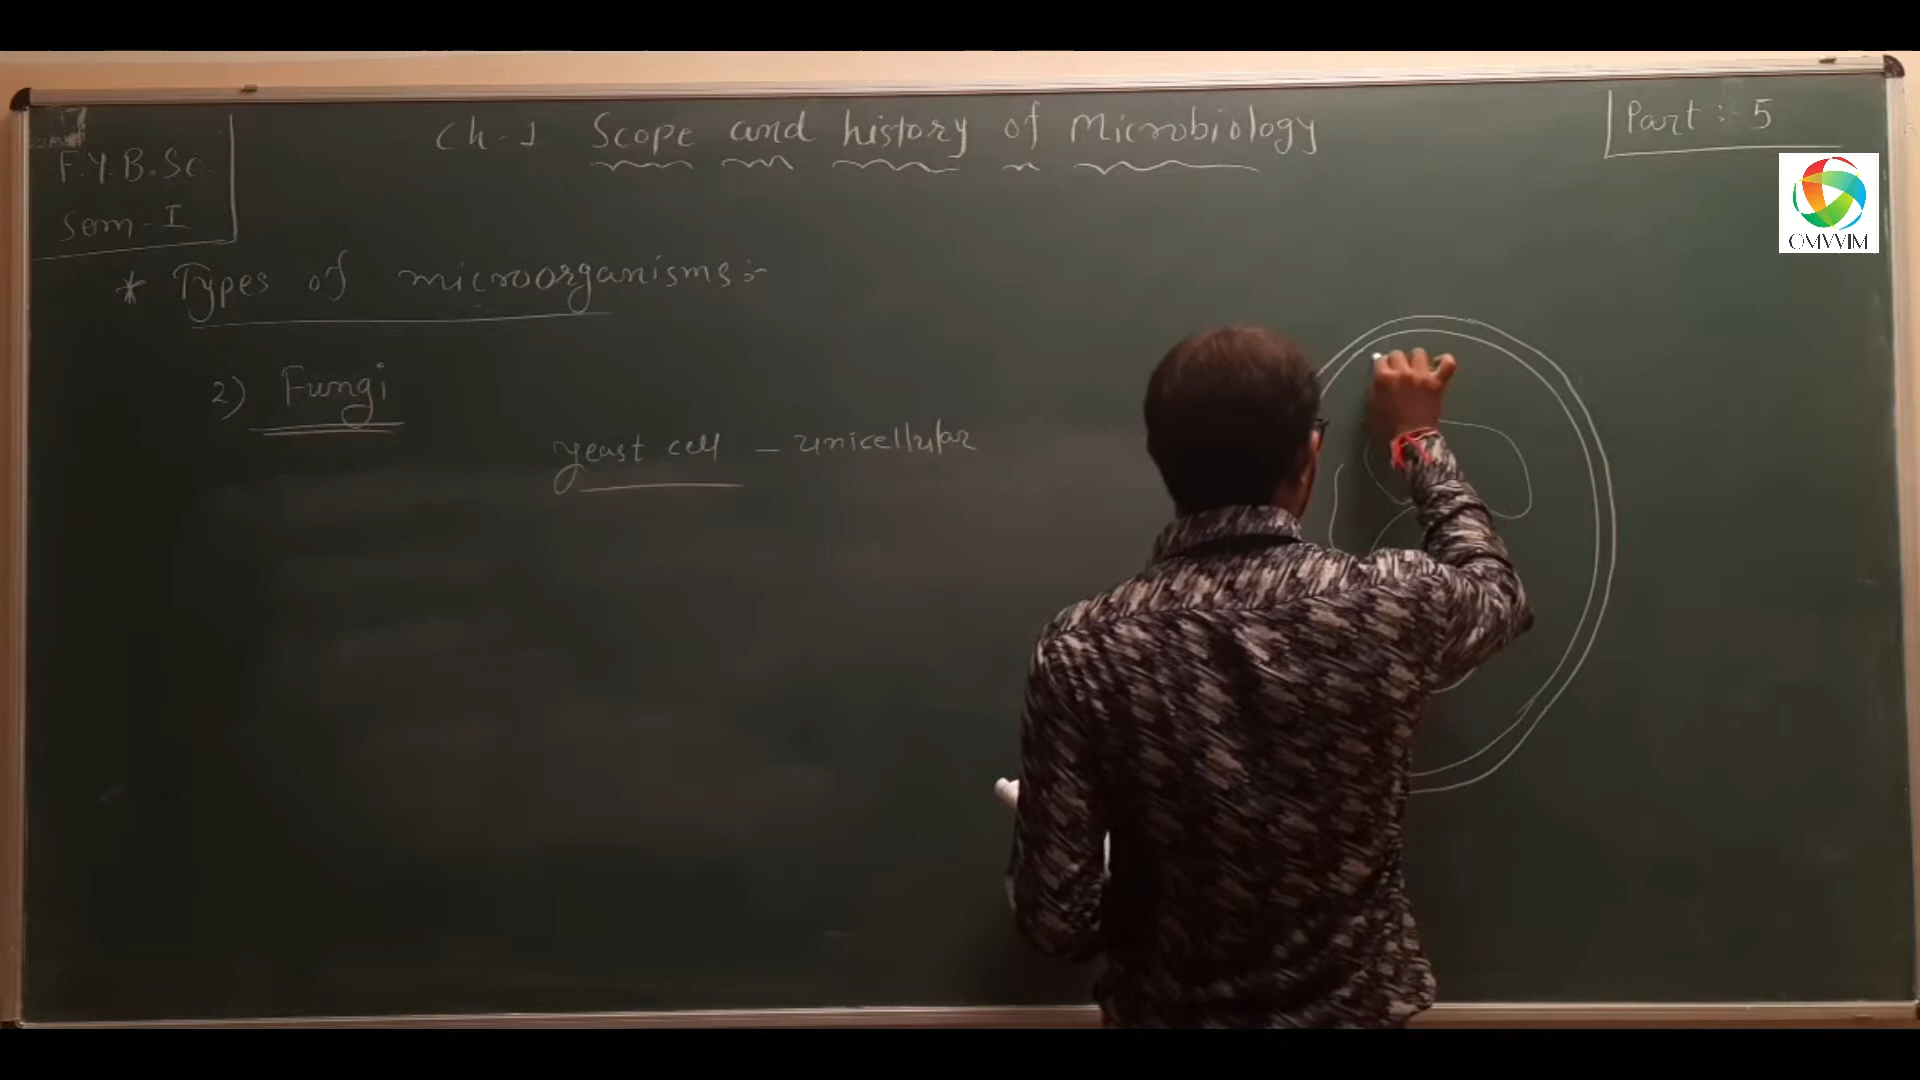 F.Y.B.Sc.
Sem-I
Ch-1 Scope and history of Microbiology
Part : 5
OMVVIM
* Types of microorganisms :-
2) Fungi
yeast cell - unicellular